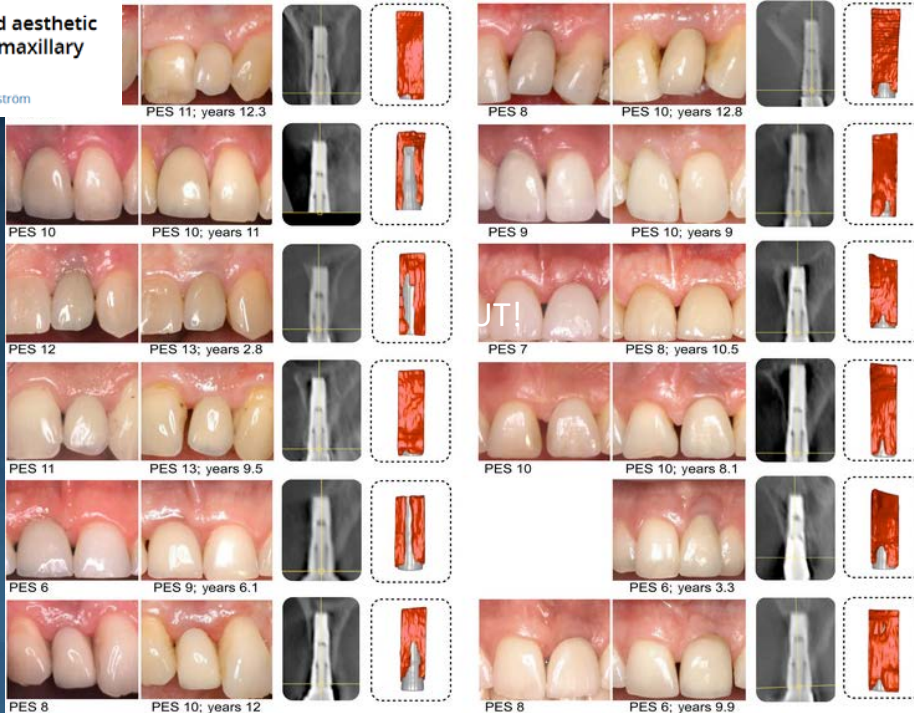 d aesthetic
maxillary
ström
PES 11; years 12.3
PES 8 PES 10; years 12.8
PES 10 PES 10; years 11
PES 9 PES 10; years 9
UT!
PES 12 PES 13; years 2.8
PES 7 PES 8; years 10.5
PES 11 PES 13; years 9.5
PES 10 PES 10; years 8.1
PES 6 PES 9; years 6.1
PES 6; years 3.3
PES 8 PES 10; years 12
PES 8 PES 6; years 9.9